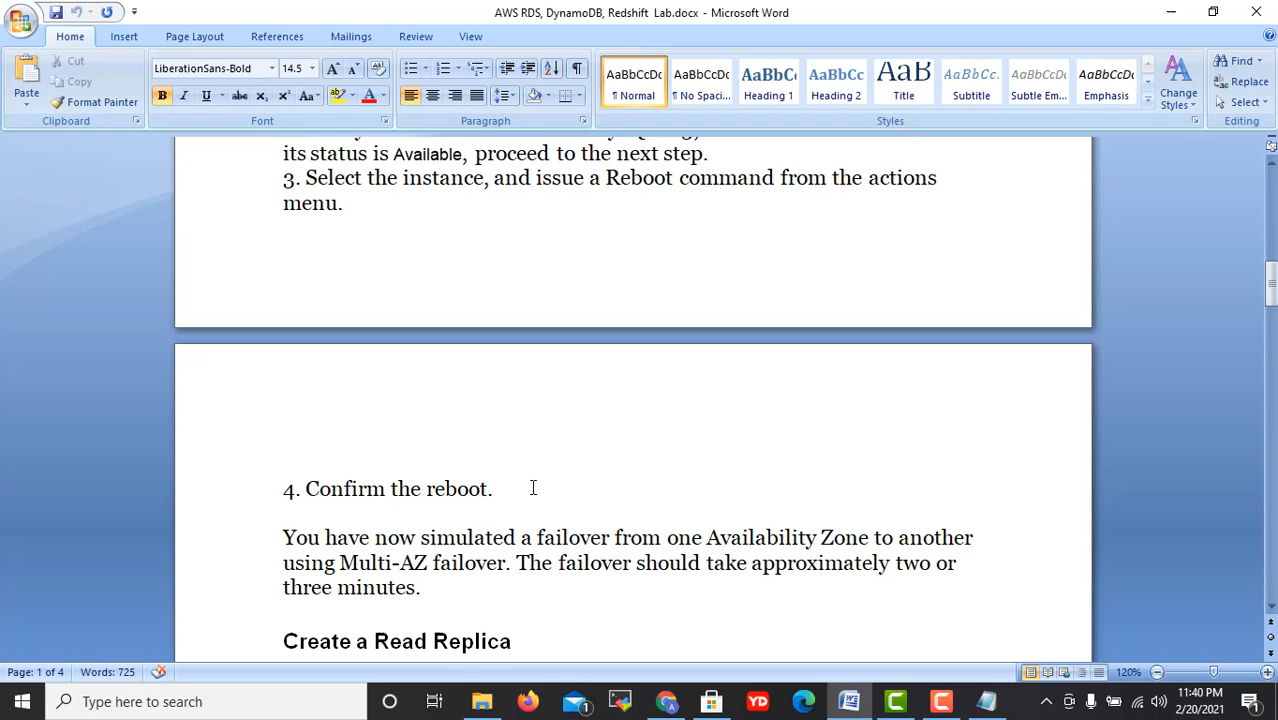 AWS RDS, DynamoDB, Redshift Lab.docx - Microsoft Word
Home Insert Page Layout References Mailings Review View
Paste
Cut
Copy
Format Painter
Clipboard
LiberationSans-Bold 14.5
B I U abc x₂ x² Aa
Font
Paragraph
AaBbCcDc AaBbCcDc AaBbC AaBbCc AaB AaBbCc. AaBbCcDc AaBbCcDc
¶ Normal ¶ No Spaci... Heading 1 Heading 2 Title Subtitle Subtle Em... Emphasis
Styles
Change Styles
Find
Replace
Select
Editing
its status is Available, proceed to the next step.
3. Select the instance, and issue a Reboot command from the actions
menu.
4. Confirm the reboot.
You have now simulated a failover from one Availability Zone to another
using Multi-AZ failover. The failover should take approximately two or
three minutes.
Create a Read Replica
Page: 1 of 4 Words: 725 120%
Type here to search
YD
11:40 PM
2/20/2021